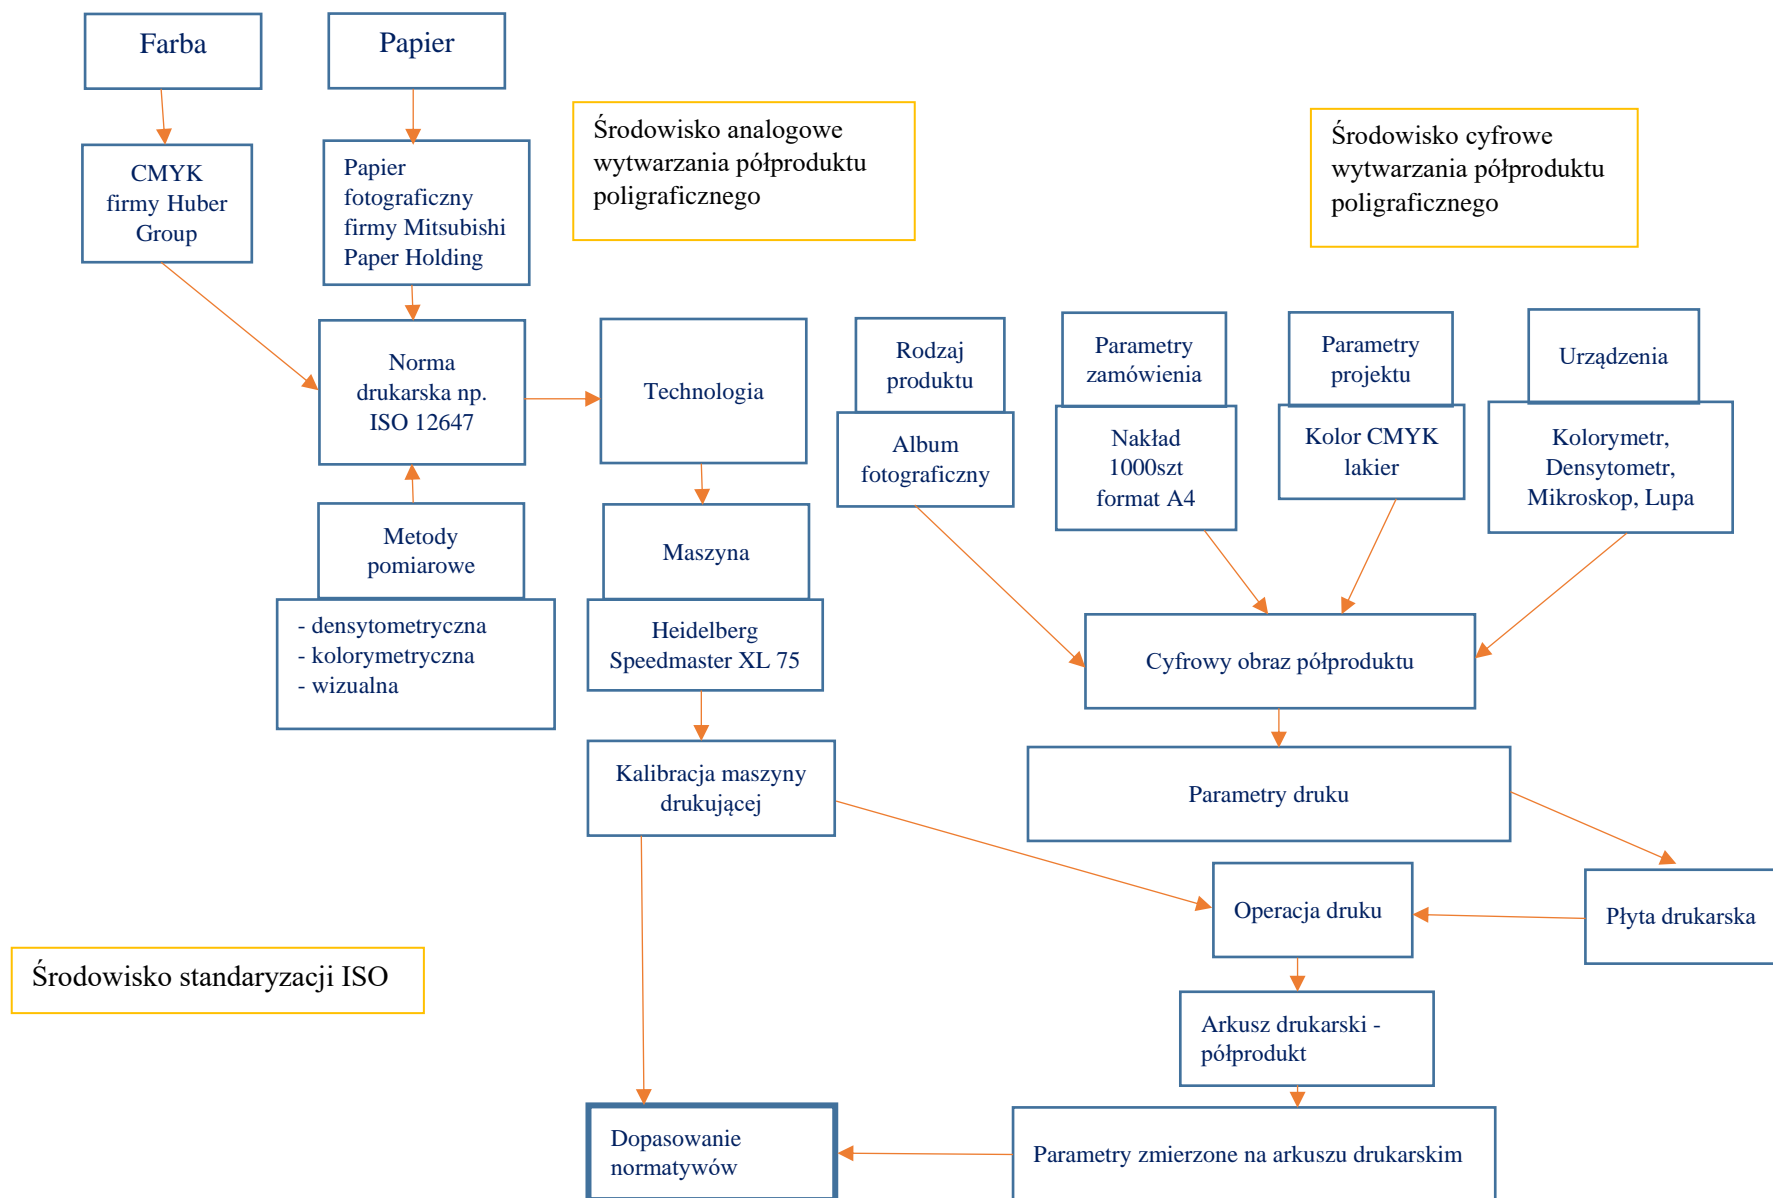 Farba
Papier
Środowisko analogowe
wytwarzania półproduktu
poligraficznego
Środowisko cyfrowe
wytwarzania półproduktu
poligraficznego
CMYK
firmy Huber
Group
Papier
fotograficzny
firmy Mitsubishi
Paper Holding
Norma
drukarska np.
ISO 12647
Technologia
Rodzaj
produktu
Parametry
zamówienia
Parametry
projektu
Urządzenia
Album
fotograficzny
Nakład
1000szt
format A4
Kolor CMYK
lakier
Kolorymetr,
Densytometr,
Mikroskop, Lupa
Metody
pomiarowe
- densytometryczna
- kolorymetryczna
- wizualna
Maszyna
Heidelberg
Speedmaster XL 75
Cyfrowy obraz półproduktu
Kalibracja maszyny
drukującej
Parametry druku
Operacja druku
Płyta drukarska
Środowisko standaryzacji ISO
Arkusz drukarski -
półprodukt
Dopasowanie
normatywów
Parametry zmierzone na arkuszu drukarskim